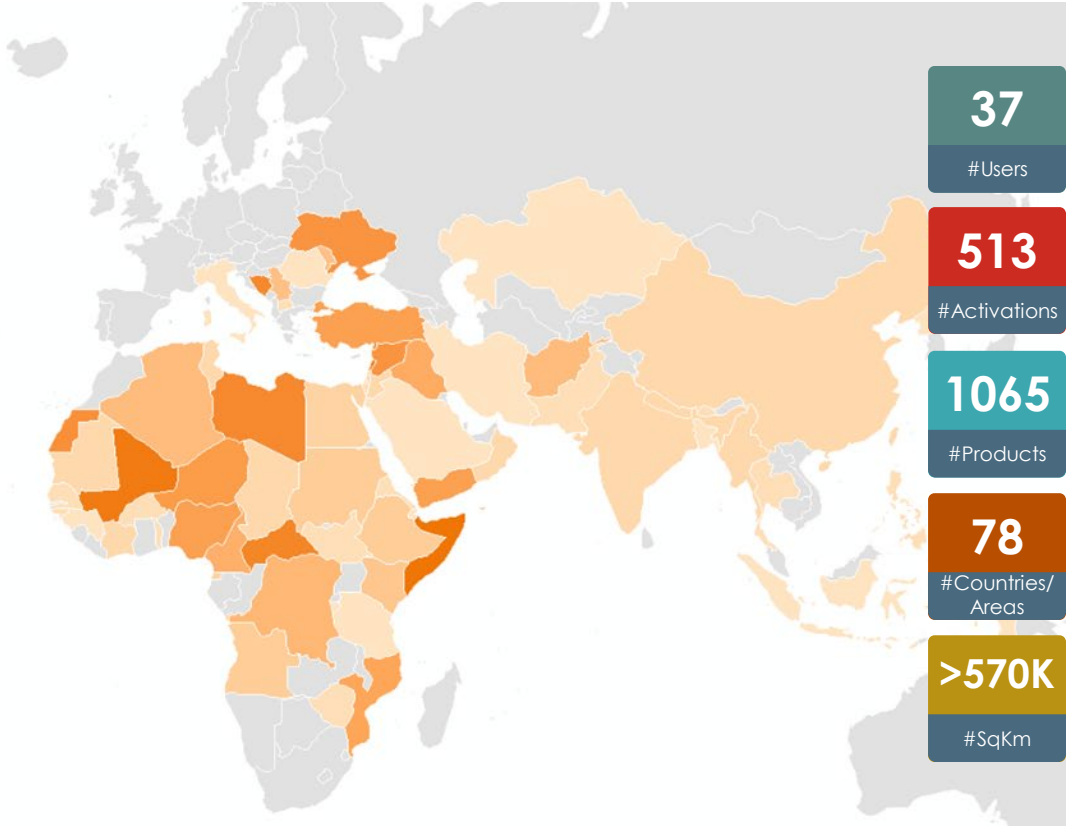 37
#Users
513
#Activations
1065
#Products
78
#Countries/
Areas
>570K
#SqKm